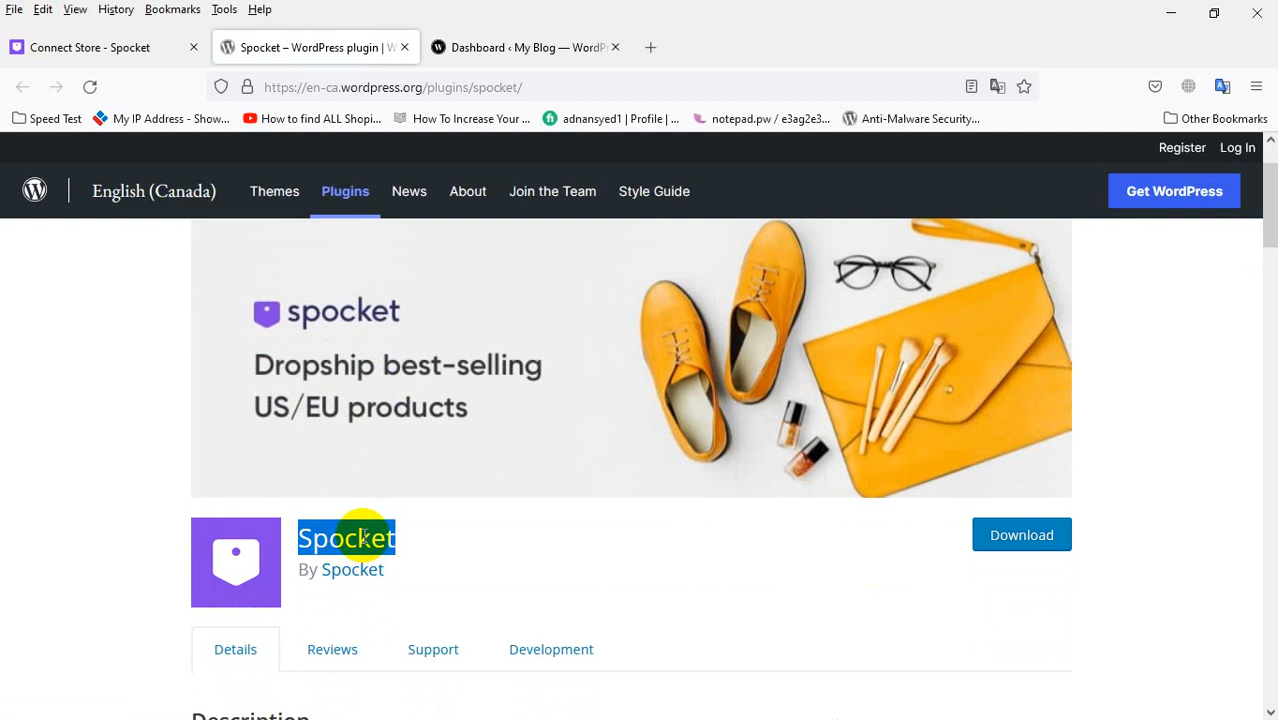 File Edit View History Bookmarks Tools Help
Connect Store - Spocket
Spocket – WordPress plugin | W
Dashboard ‹ My Blog — WordP
https://en-ca.wordpress.org/plugins/spocket/
Speed Test
My IP Address - Show...
How to find ALL Shopi...
How To Increase Your ...
adnansyed1 | Profile | ...
notepad.pw / e3ag2e3...
Anti-Malware Security...
Other Bookmarks
Register Log In
English (Canada) Themes Plugins News About Join the Team Style Guide Get WordPress
spocket
Dropship best-selling
US/EU products
Spocket
By Spocket
Download
Details Reviews Support Development
Description